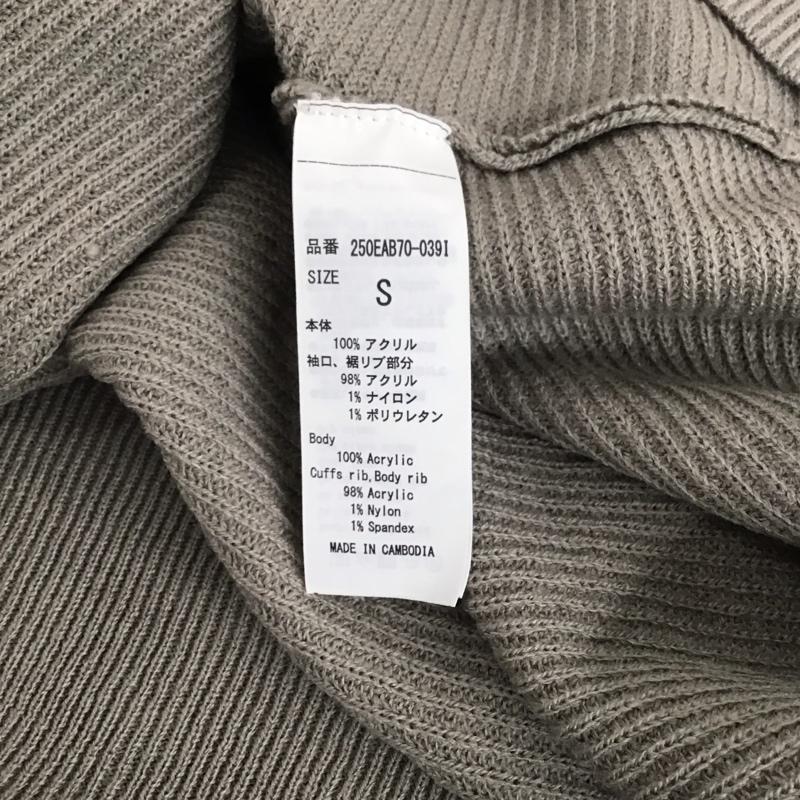 品番 250EAB70-039I
SIZE
S
本体
100% アクリル
袖口、裾リブ部分
98% アクリル
1% ナイロン
1% ポリウレタン
Body
100% Acrylic
Cuffs rib,Body rib
98% Acrylic
1% Nylon
1% Spandex
MADE IN CAMBODIA